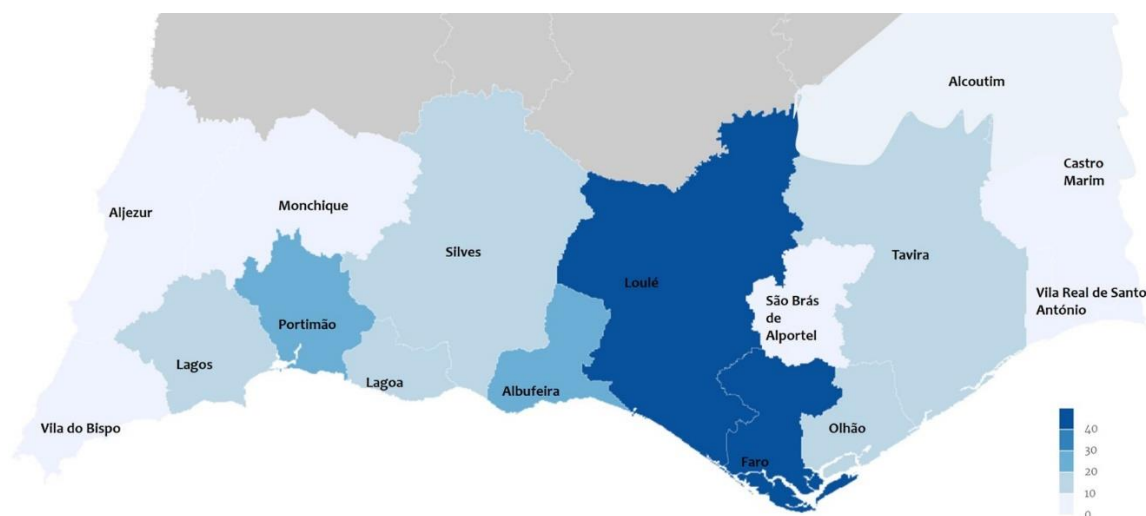 Alcoutim
Castro
Marim
Aljezur
Monchique
Silves
Tavira
Loulé
São Brás
de
Alportel
Vila Real de Santo
António
Portimão
Lagos
Lagoa
Albufeira
Vila do Bispo
Olhão
Faro
40
30
20
10
0